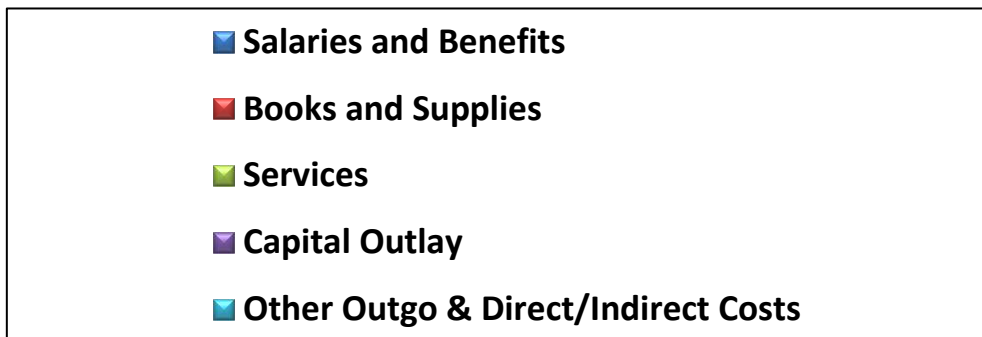 Salaries and Benefits
Books and Supplies
Services
Capital Outlay
Other Outgo & Direct/Indirect Costs